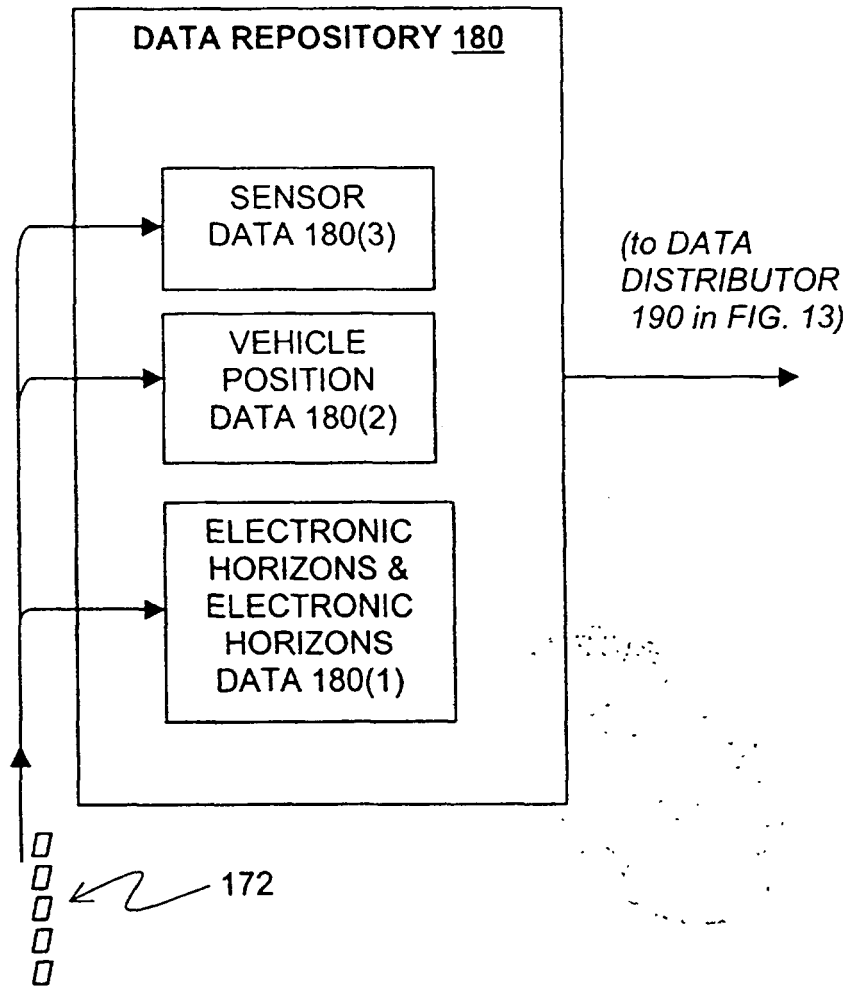 DATA REPOSITORY 180
SENSOR
DATA 180(3)
(to DATA
DISTRIBUTOR
190 in FIG. 13)
VEHICLE
POSITION
DATA 180(2)
ELECTRONIC
HORIZONS &
ELECTRONIC
HORIZONS
DATA 180(1)
172